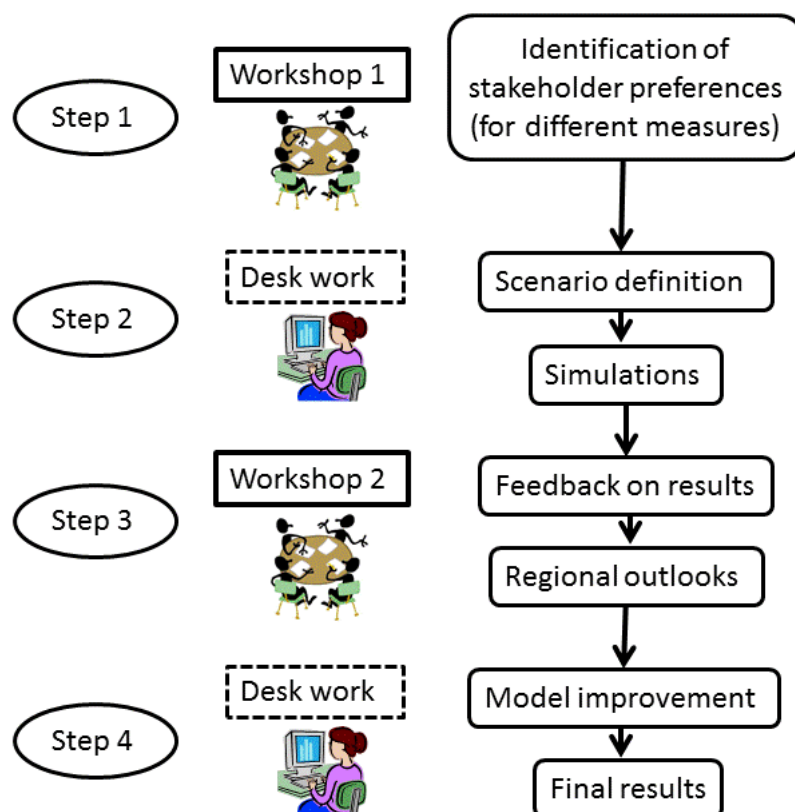 Step 1
Workshop 1
Identification of
stakeholder preferences
(for different measures)
Step 2
Desk work
Scenario definition
Simulations
Step 3
Workshop 2
Feedback on results
Regional outlooks
Step 4
Desk work
Model improvement
Final results